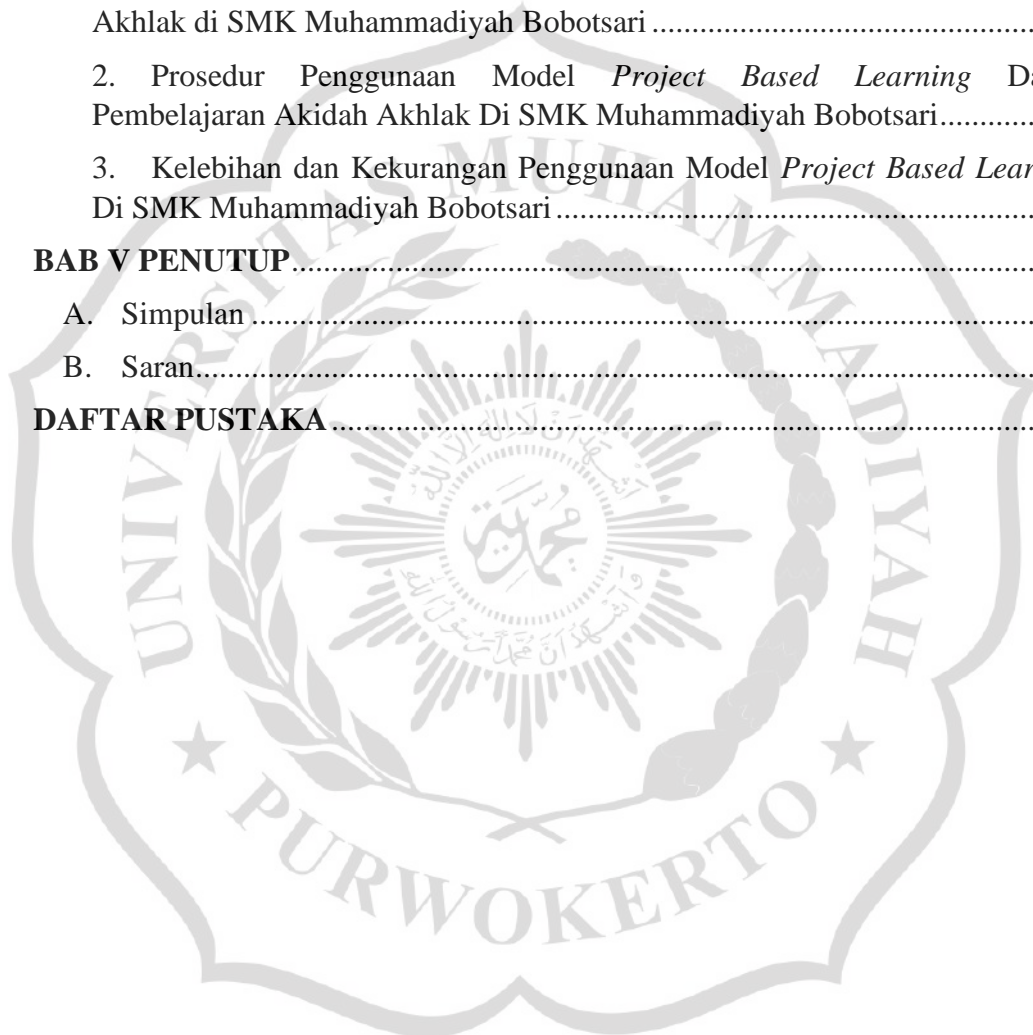 Akhlak di SMK Muhammadiyah Bobotsari ................................................
2. Prosedur Penggunaan Model Project Based Learning
Pembelajaran Akidah Akhlak Di SMK Muhammadiyah Bobotsari............
3. Kelebihan dan Kekurangan Penggunaan Model Project Based
Di SMK Muhammadiyah Bobotsari ............................................................
BAB V PENUTUP.............................................................................................
A. Simpulan ..................................................................................................
B. Saran.........................................................................................................
DAFTAR PUSTAKA ........................................................................................
UNIVERSITAS MUHAMMADIYAH
PURWOKERTO